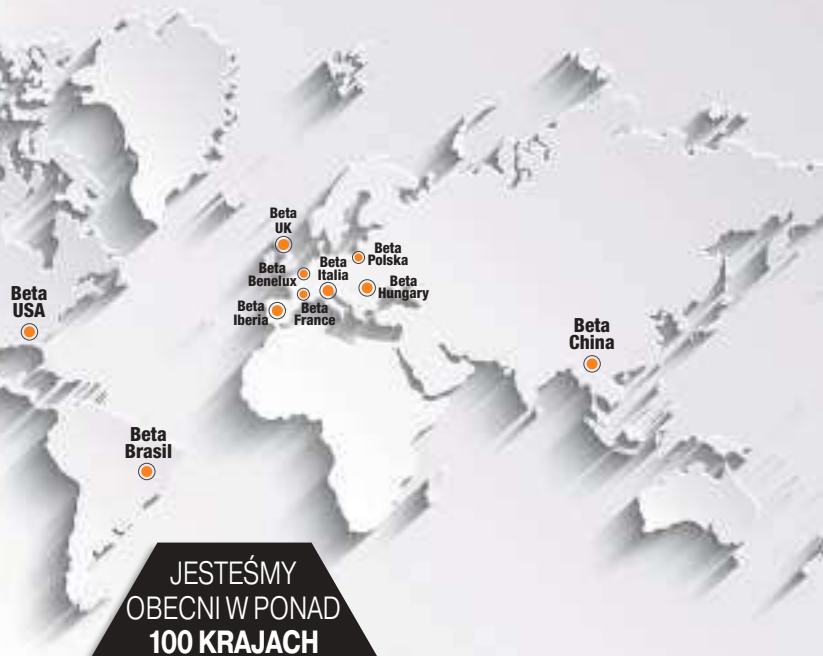 Beta
UK
Beta
Polska
Beta
Benelux
Beta
Italia
Beta
Hungary
Beta
USA
Beta
Iberia
Beta
France
Beta
China
Beta
Brasil
JESTEŚMY
OBECNI W PONAD
100 KRAJACH